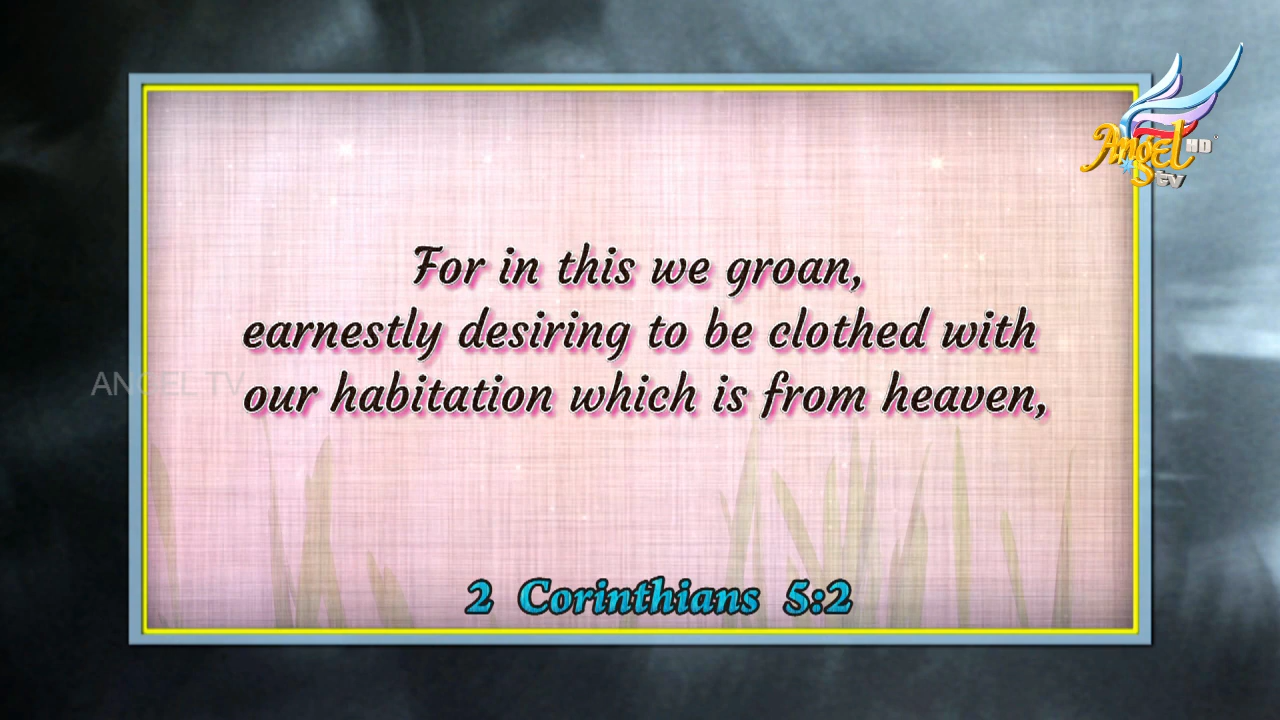 Angel HD
tv
For in this we groan,
earnestly desiring to be clothed with
ANGEL TV
our habitation which is from heaven,
2 Corinthians 5:2